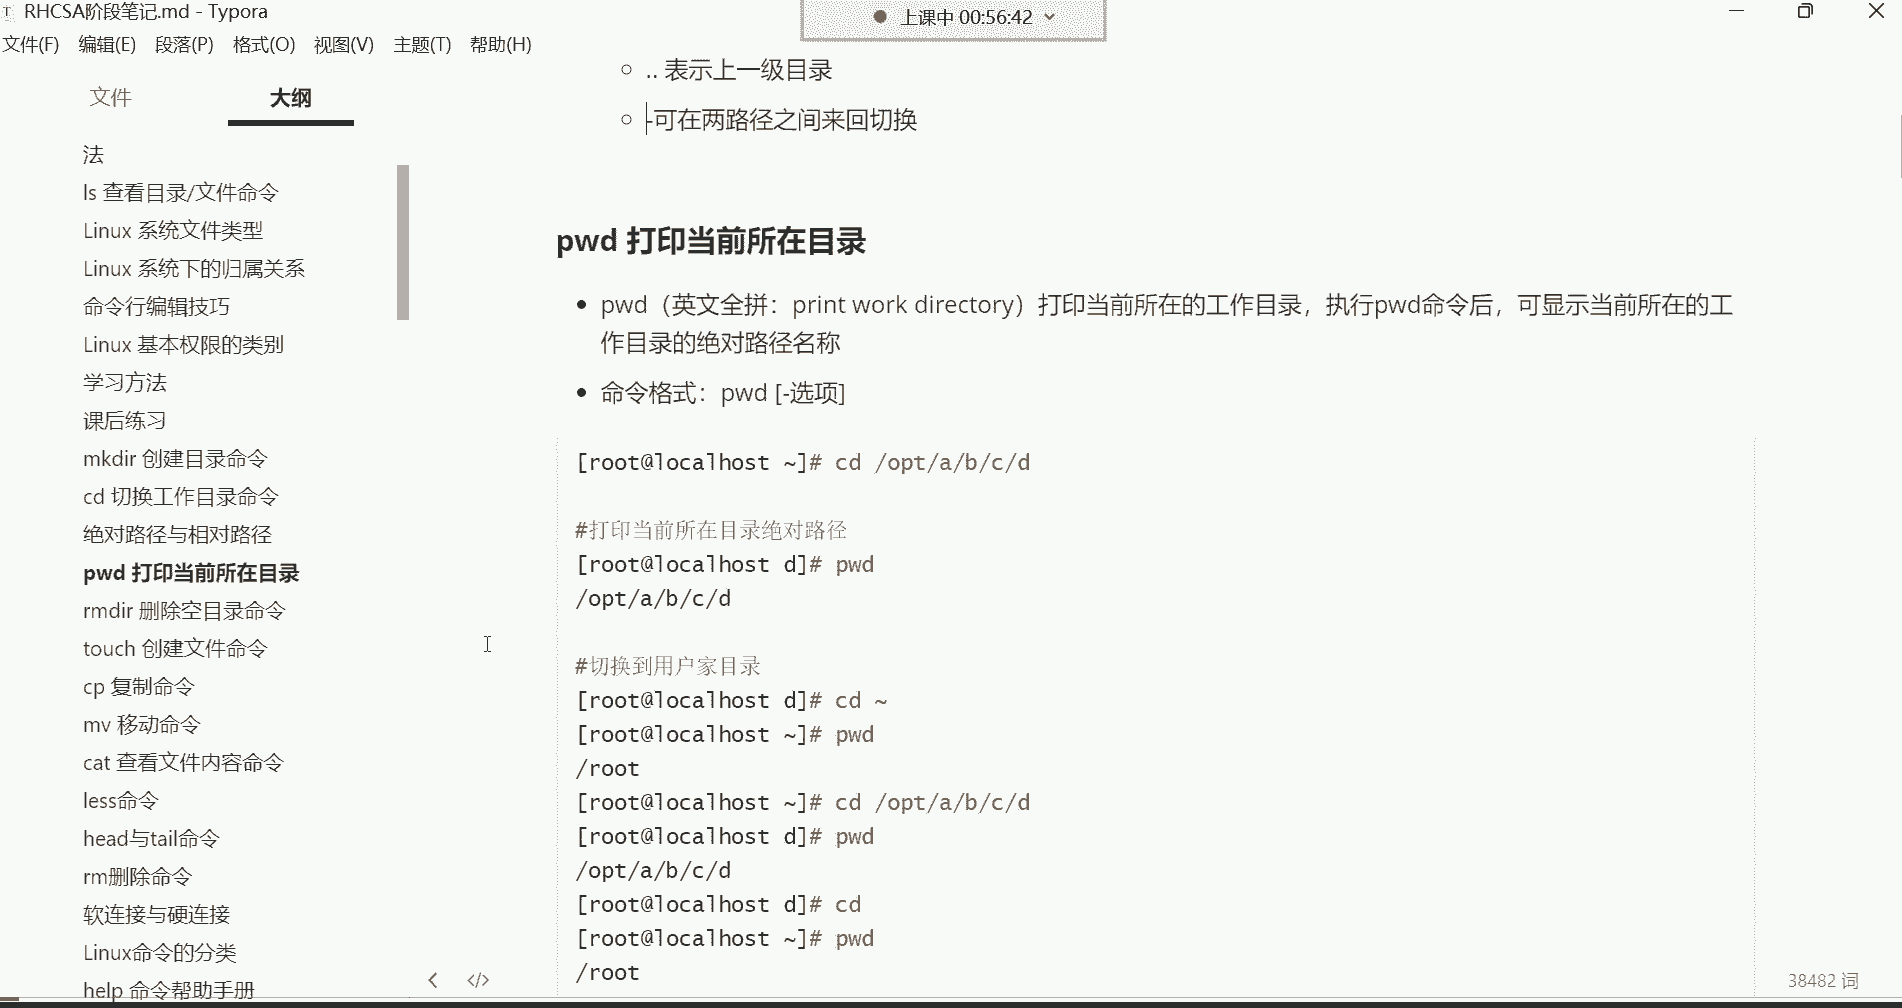 RHCSA阶段笔记.md - Typora
上课中 00:56:42
文件(F) 编辑(E) 段落(P) 格式(O) 视图(V) 主题(T) 帮助(H)
文件 大纲
法
ls 查看目录/文件命令
Linux 系统文件类型
Linux 系统下的归属关系
命令行编辑技巧
Linux 基本权限的类别
学习方法
课后练习
mkdir 创建目录命令
cd 切换工作目录命令
绝对路径与相对路径
pwd 打印当前所在目录
rmdir 删除空目录命令
touch 创建文件命令
cp 复制命令
mv 移动命令
cat 查看文件内容命令
less命令
head与tail命令
rm删除命令
软连接与硬连接
Linux命令的分类
help 命令帮助手册
.. 表示上一级目录
-可在两路径之间来回切换
pwd 打印当前所在目录
pwd（英文全拼：print work directory）打印当前所在的工作目录，执行pwd命令后，可显示当前所在的工
作目录的绝对路径名称
命令格式：pwd [-选项]
[root@localhost ~]# cd /opt/a/b/c/d
#打印当前所在目录绝对路径
[root@localhost d]# pwd
/opt/a/b/c/d
#切换到用户家目录
[root@localhost d]# cd ~
[root@localhost ~]# pwd
/root
[root@localhost ~]# cd /opt/a/b/c/d
[root@localhost d]# pwd
/opt/a/b/c/d
[root@localhost d]# cd
[root@localhost ~]# pwd
/root
38482 词